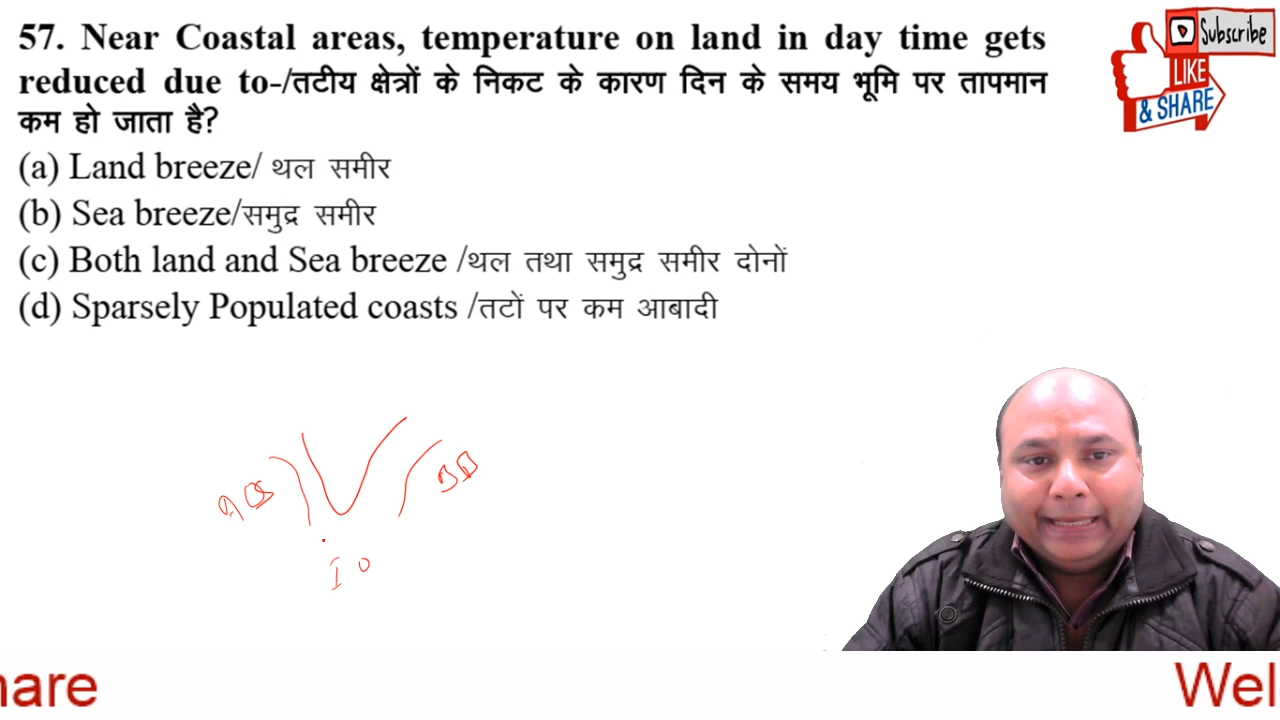 57. Near Coastal areas, temperature on land in day time gets
reduced due to-/तटीय क्षेत्रों के निकट के कारण दिन के समय भूमि पर तापमान
कम हो जाता है?
(a) Land breeze/ थल समीर
(b) Sea breeze/समुद्र समीर
(c) Both land and Sea breeze /थल तथा समुद्र समीर दोनों
(d) Sparsely Populated coasts /तटों पर कम आबादी
Subscribe
LIKE
& SHARE
BB
I O
hare
Wel